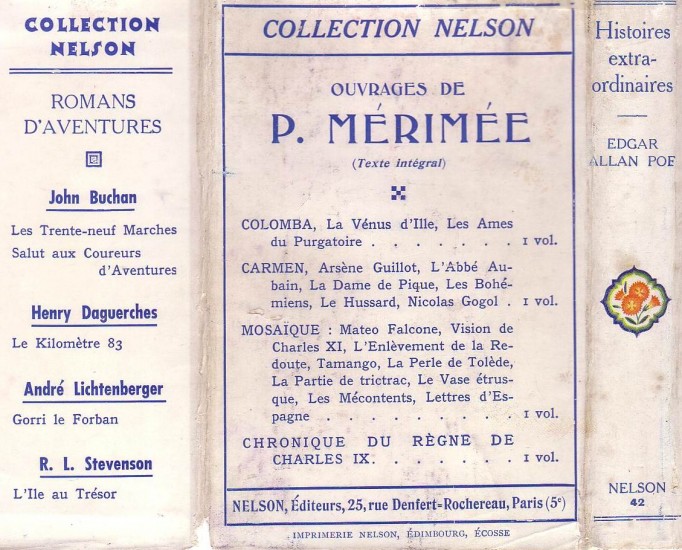 COLLECTION
NELSON
ROMANS
D'AVENTURES
John Buchan
Les Trente-neuf Marches
Salut aux Coureurs
d'Aventures
Henry Daguerches
Le Kilomètre 83
André Lichtenberger
Gorri le Forban
R. L. Stevenson
L'Ile au Trésor
COLLECTION NELSON
OUVRAGES DE
P. MÉRIMÉE
(Texte intégral)
COLOMBA, La Vénus d'Ille, Les Ames
du Purgatoire . . . . . . . 1 vol.
CARMEN, Arsène Guillot, L'Abbé Au-
bain, La Dame de Pique, Les Bohé-
miens, Le Hussard, Nicolas Gogol . 1 vol.
MOSAÏQUE : Mateo Falcone, Vision de
Charles XI, L'Enlèvement de la Re-
doute, Tamango, La Perle de Tolède,
La Partie de trictrac, Le Vase étrus-
que, Les Mécontents, Lettres d'Es-
pagne . . . . . . . . . 1 vol.
CHRONIQUE DU RÈGNE DE
CHARLES IX. . . . . . . 1 vol.
NELSON, Éditeurs, 25, rue Denfert-Rochereau, Paris (5e)
IMPRIMERIE NELSON, ÉDIMBOURG, ÉCOSSE
Histoires
extra-
ordinaires
EDGAR
ALLAN POE
NELSON
42